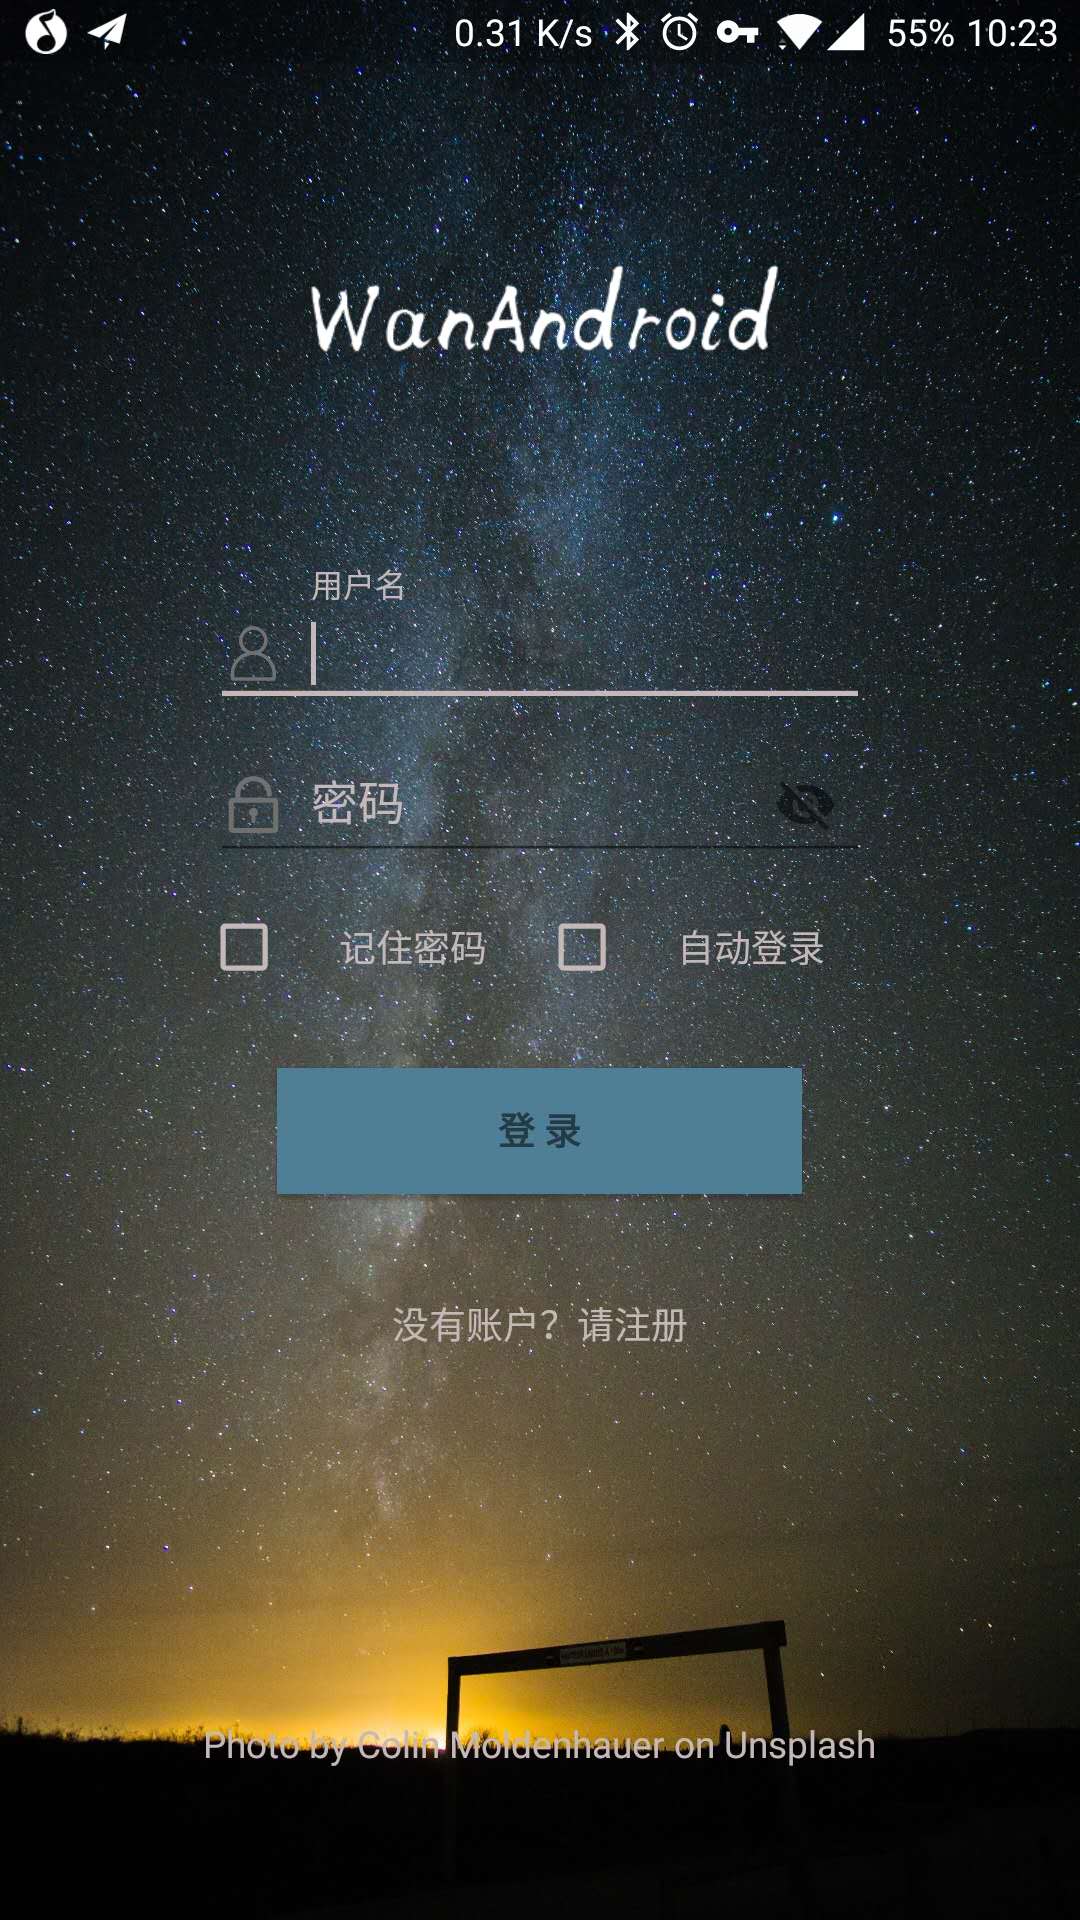 0.31 K/s 55% 10:23
WanAndroid
用户名
密码
记住密码 自动登录
登录
没有账户？请注册
Photo by Colin Moldenhauer on Unsplash